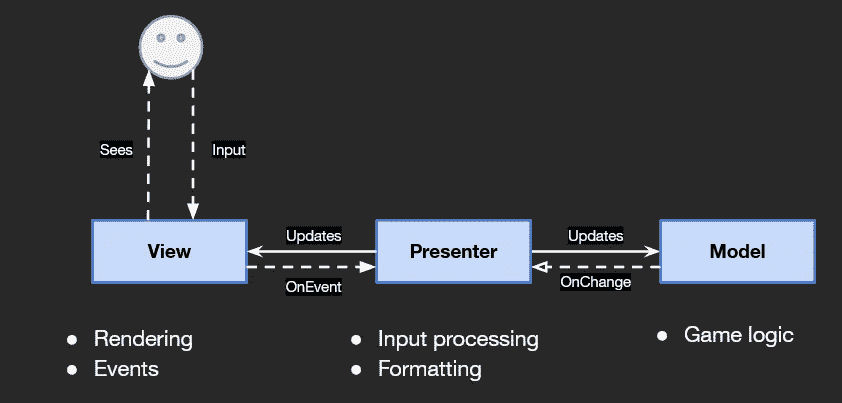 Sees
Input
View
Updates
OnEvent
Presenter
Updates
OnChange
Model
● Rendering
● Events
● Input processing
● Formatting
● Game logic